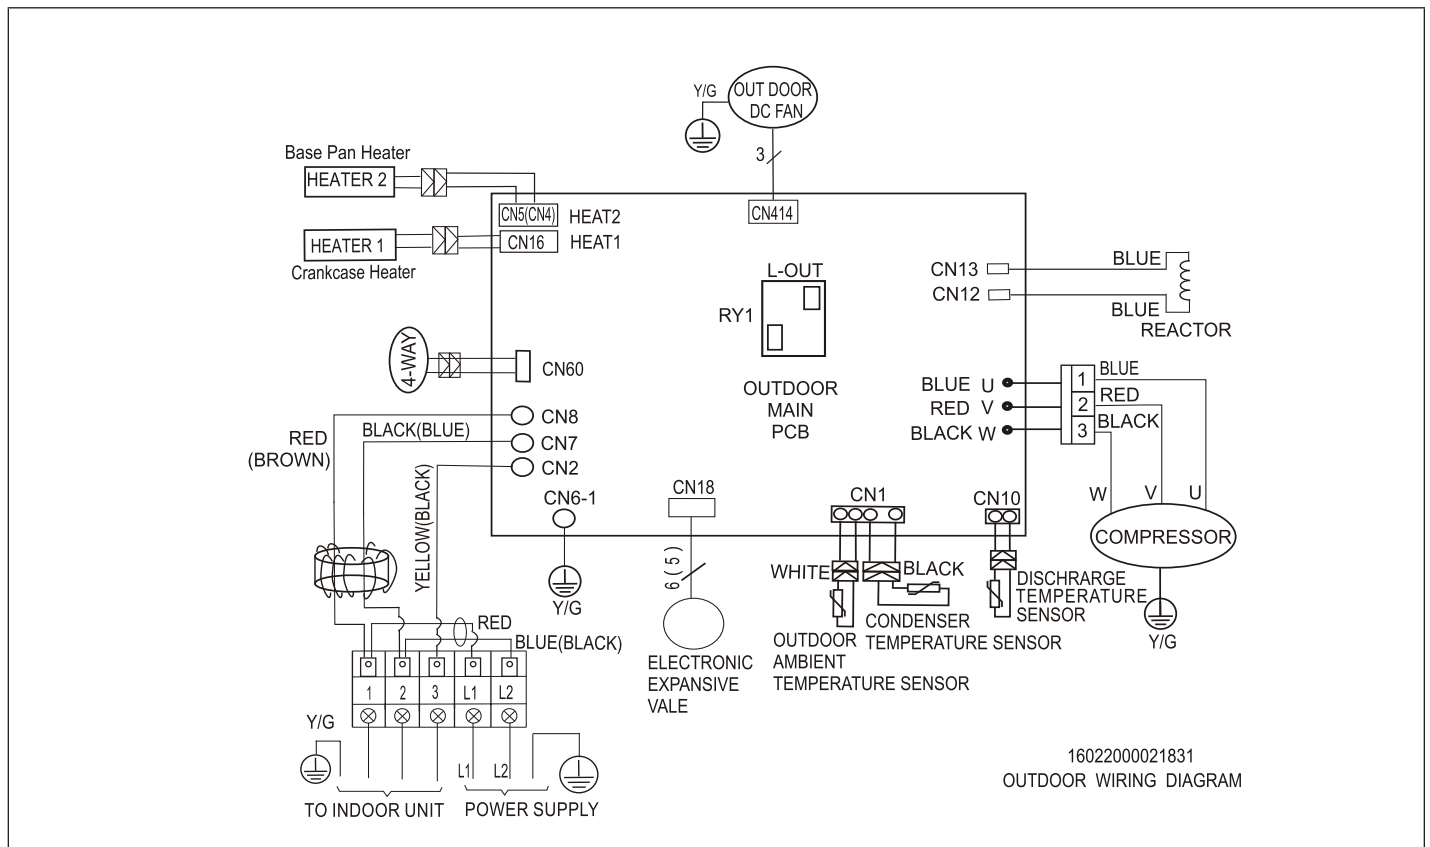 Y/G
OUT DOOR
DC FAN
3
Base Pan Heater
HEATER 2
CN5(CN4)
HEAT2
CN414
HEATER 1
CN16
HEAT1
Crankcase Heater
L-OUT
RY1
CN13
BLUE
CN12
BLUE
REACTOR
4-WAY
CN60
OUTDOOR
MAIN
PCB
BLUE U
RED V
BLACK W
1
2
3
BLUE
RED
BLACK
CN8
RED
(BROWN)
BLACK(BLUE)
CN7
CN2
YELLOW(BLACK)
CN6-1
Y/G
CN18
6 ( 5 )
ELECTRONIC
EXPANSIVE
VALE
CN1
WHITE
BLACK
OUTDOOR
AMBIENT
TEMPERATURE SENSOR
CONDENSER
TEMPERATURE SENSOR
CN10
DISCHRARGE
TEMPERATURE
SENSOR
W
V
U
COMPRESSOR
Y/G
RED
BLUE(BLACK)
1
2
3
L1
L2
Y/G
L1
L2
TO INDOOR UNIT
POWER SUPPLY
16022000021831
OUTDOOR WIRING DIAGRAM